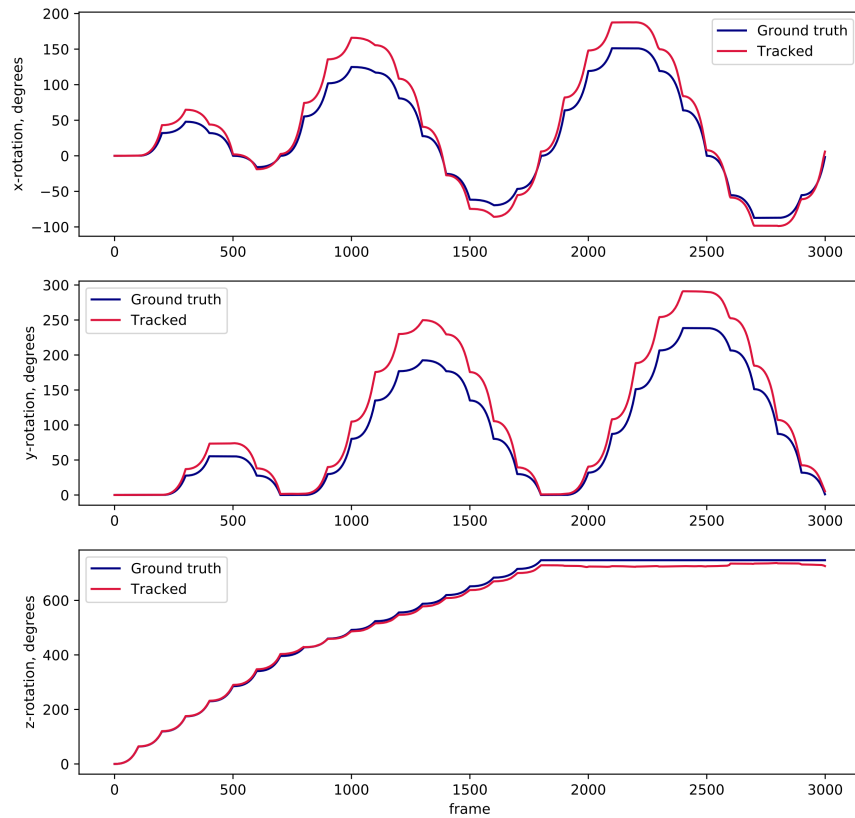 x-rotation, degrees
200
150
100
50
0
−50
−100
Ground truth
Tracked
0 500 1000 1500 2000 2500 3000
y-rotation, degrees
300
250
200
150
100
50
0
Ground truth
Tracked
0 500 1000 1500 2000 2500 3000
z-rotation, degrees
600
400
200
0
Ground truth
Tracked
0 500 1000 1500 2000 2500 3000
frame